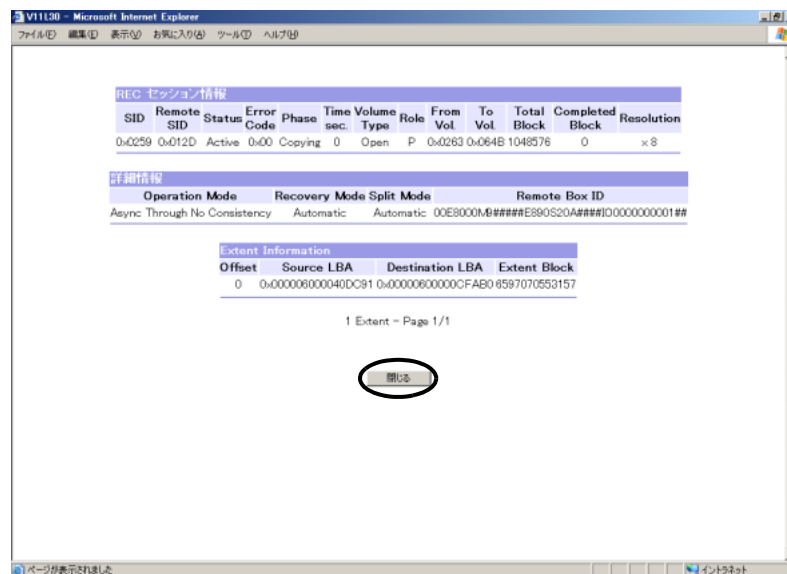 V11L30 - Microsoft Internet Explorer
ファイル(F) 編集(E) 表示(V) お気に入り(A) ツール(T) ヘルプ(H)
REC セッション情報
SID Remote SID Status Error Code Phase Time sec. Volume Type Role From Vol. To Vol. Total Block Completed Block Resolution
0x0259 0x012D Active 0x00 Copying 0 Open P 0x0263 0x064B 1048576 0 ×8
詳細情報
Operation Mode Recovery Mode Split Mode Remote Box ID
Async Through No Consistency Automatic Automatic 00E8000M9#####E890S20A####IO0000000001##
Extent Information
Offset Source LBA Destination LBA Extent Block
0 0x000006000040DC91 0x00000600000CFAB0 6597070553157
1 Extent - Page 1/1
閉じる
ページが表示されました イントラネット